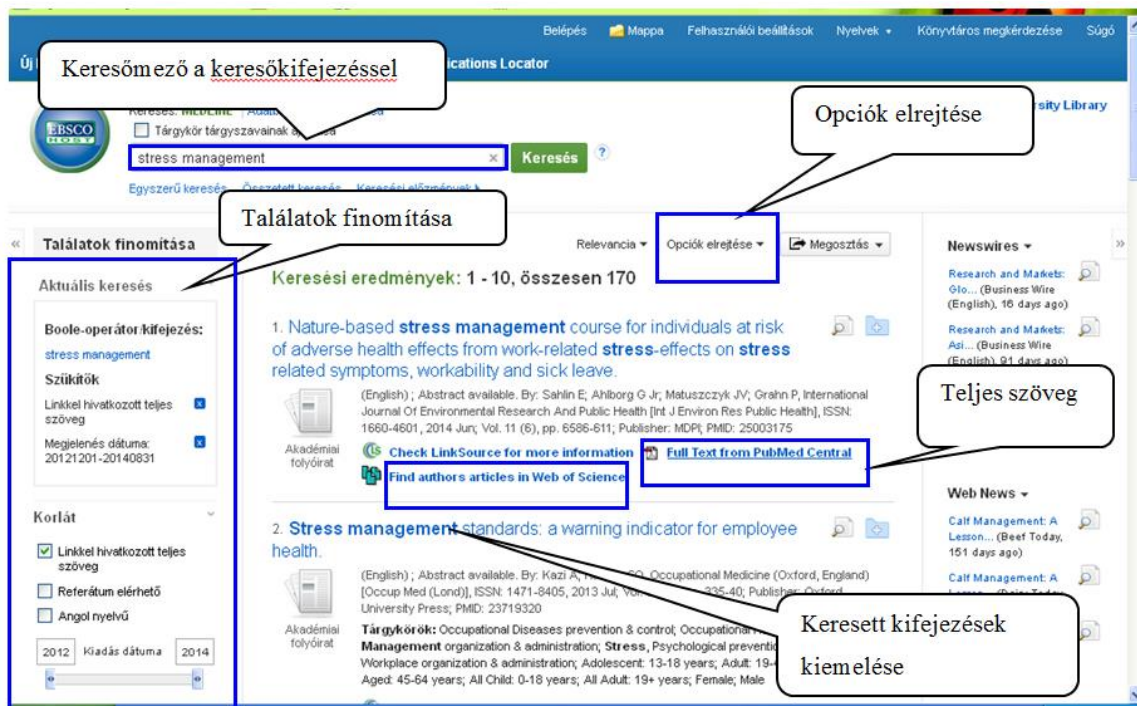 Belépés Mappa Felhasználói beállítások Nyelvek Könyvtáros megkérdezése Súgó
Keresőmező a keresőkifejezéssel
Locator
Opciók elrejtése
Library
EBSCO
HOST
Tárgykör tárgyszavainak
stress management × Keresés ?
Egyszerű keresés
Találatok finomítása
« Találatok finomítása
Relevancia Opciók elrejtése Megosztás
Newswires »
Aktuális keresés
Keresési eredmények: 1 - 10, összesen 170
Research and Markets:
Glo... (Business Wire
(English), 16 days ago)
Boole-operátor/kifejezés:
stress management
Szűkítők
Linkkel hivatkozott teljes x
szöveg
Megjelenés dátuma: x
20121201-20140831
1. Nature-based stress management course for individuals at risk
of adverse health effects from work-related stress-effects on stress
related symptoms, workability and sick leave.
Research and Markets:
Asi... (Business Wire
(English), 91 days ago)
Teljes szöveg
(English) ; Abstract available. By: Sahlin E; Ahlborg G Jr; Matuszczyk JV; Grahn P, International
Journal Of Environmental Research And Public Health [Int J Environ Res Public Health], ISSN:
1660-4601, 2014 Jun; Vol. 11 (6), pp. 6586-611; Publisher: MDPI; PMID: 25003175
Akadémiai
folyóirat
Check LinkSource for more information Full Text from PubMed Central
Find authors articles in Web of Science
Web News
Calf Management: A
Lesson... (Beef Today,
151 days ago)
Calf Management: A
Korlát
Linkkel hivatkozott teljes
szöveg
Referátum elérhető
Angol nyelvű
2012 Kiadás dátuma 2014
2. Stress management standards: a warning indicator for employee
health.
(English) ; Abstract available. By: Kazi A; Occupational Medicine (Oxford, England)
[Occup Med (Lond)], ISSN: 1471-8405, 2013 Jul; 335-40; Publisher: Oxford
University Press; PMID: 23719320
Akadémiai
folyóirat
Tárgykörök: Occupational Diseases prevention & control; Occupational
Management organization & administration; Stress, Psychological
Workplace organization & administration; Adolescent: 13-18 years; Adult:
Aged: 45-64 years; All Child: 0-18 years; All Adult: 19+ years; Female; Male
Keresett kifejezések
kiemelése